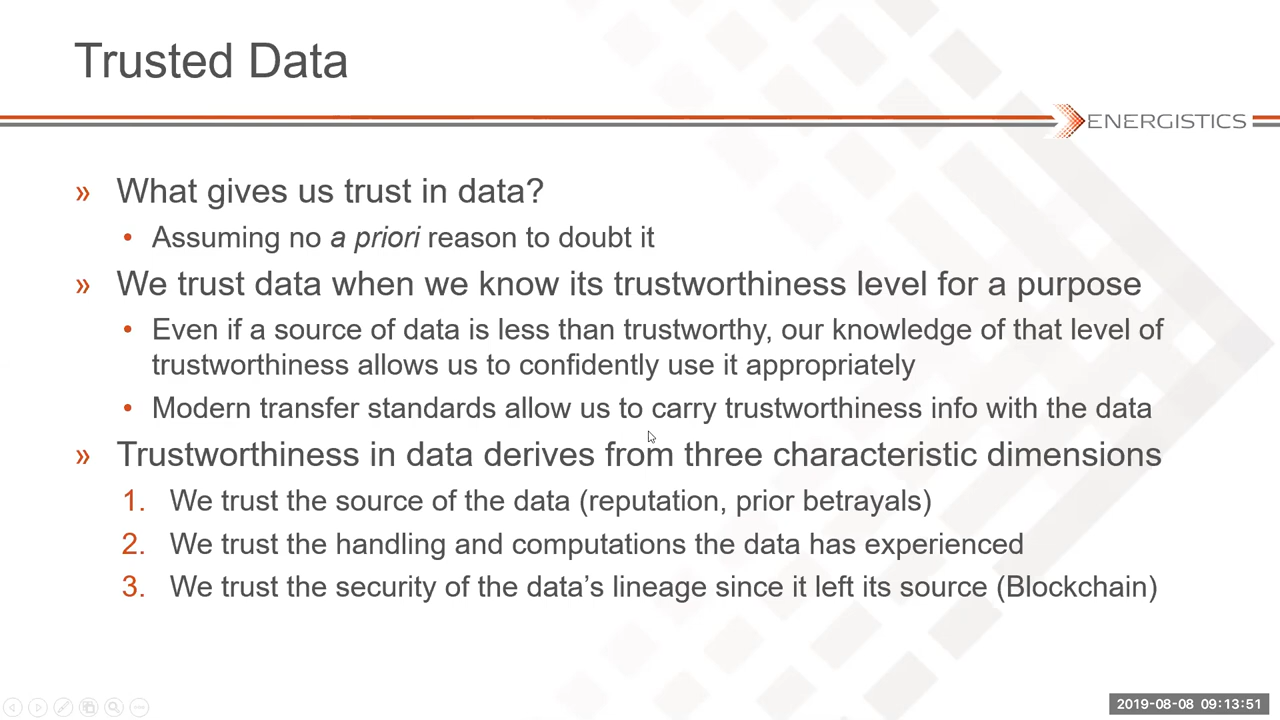 Trusted Data
ENERGISTICS
» What gives us trust in data?
• Assuming no a priori reason to doubt it
» We trust data when we know its trustworthiness level for a purpose
• Even if a source of data is less than trustworthy, our knowledge of that level of
trustworthiness allows us to confidently use it appropriately
• Modern transfer standards allow us to carry trustworthiness info with the data
» Trustworthiness in data derives from three characteristic dimensions
1. We trust the source of the data (reputation, prior betrayals)
2. We trust the handling and computations the data has experienced
3. We trust the security of the data’s lineage since it left its source (Blockchain)
2019-08-08 09:13:51